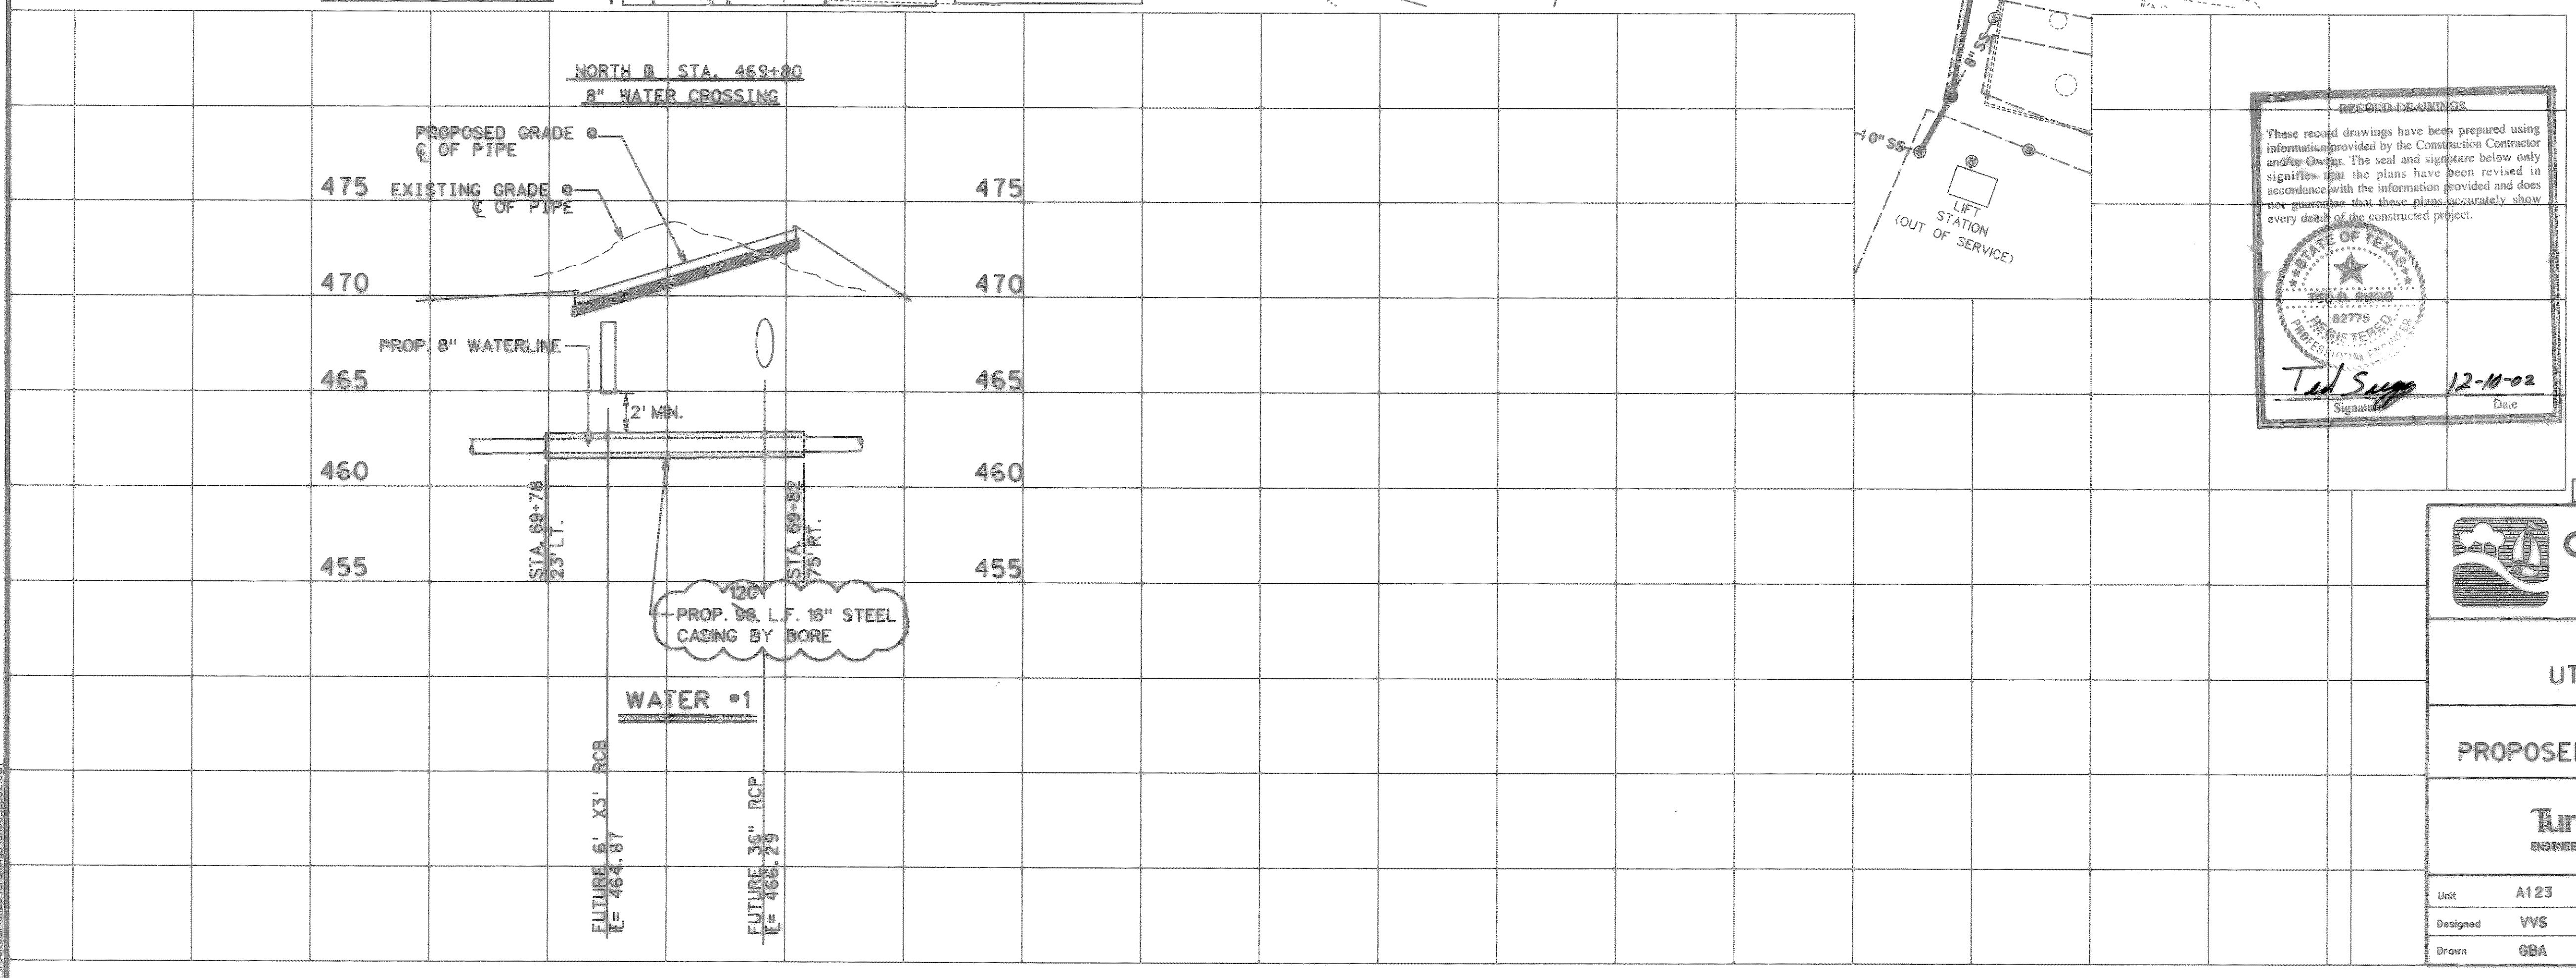 NORTH B STA. 469+80
8" WATER CROSSING
PROPOSED GRADE @
℄ OF PIPE
475 EXISTING GRADE @ 475
℄ OF PIPE
470 470
PROP. 8" WATERLINE
465 465
2' MIN.
460 460
STA. 69+78
23' LT.
STA. 69+82
75' RT.
455 455
120
PROP. 98 L.F. 16" STEEL
CASING BY BORE
WATER #1
FUTURE 6' X3' RCB
= 464.87
FUTURE 36" RCP
= 466.29
8" SS
10" SS
LIFT
STATION
(OUT OF SERVICE)
RECORD DRAWINGS
These record drawings have been prepared using
information provided by the Construction Contractor
and/or Owner. The seal and signature below only
signifies that the plans have been revised in
accordance with the information provided and does
not guarantee that these plans accurately show
every detail of the constructed project.
STATE OF TEXAS
TED B. SUGG
82775
REGISTERED
PROFESSIONAL ENGINEER
Ted Sugg 12-10-02
Signature Date
UT
PROPOSE
Tur
ENGINEE
Unit A123
Designed VVS
Drawn GBA